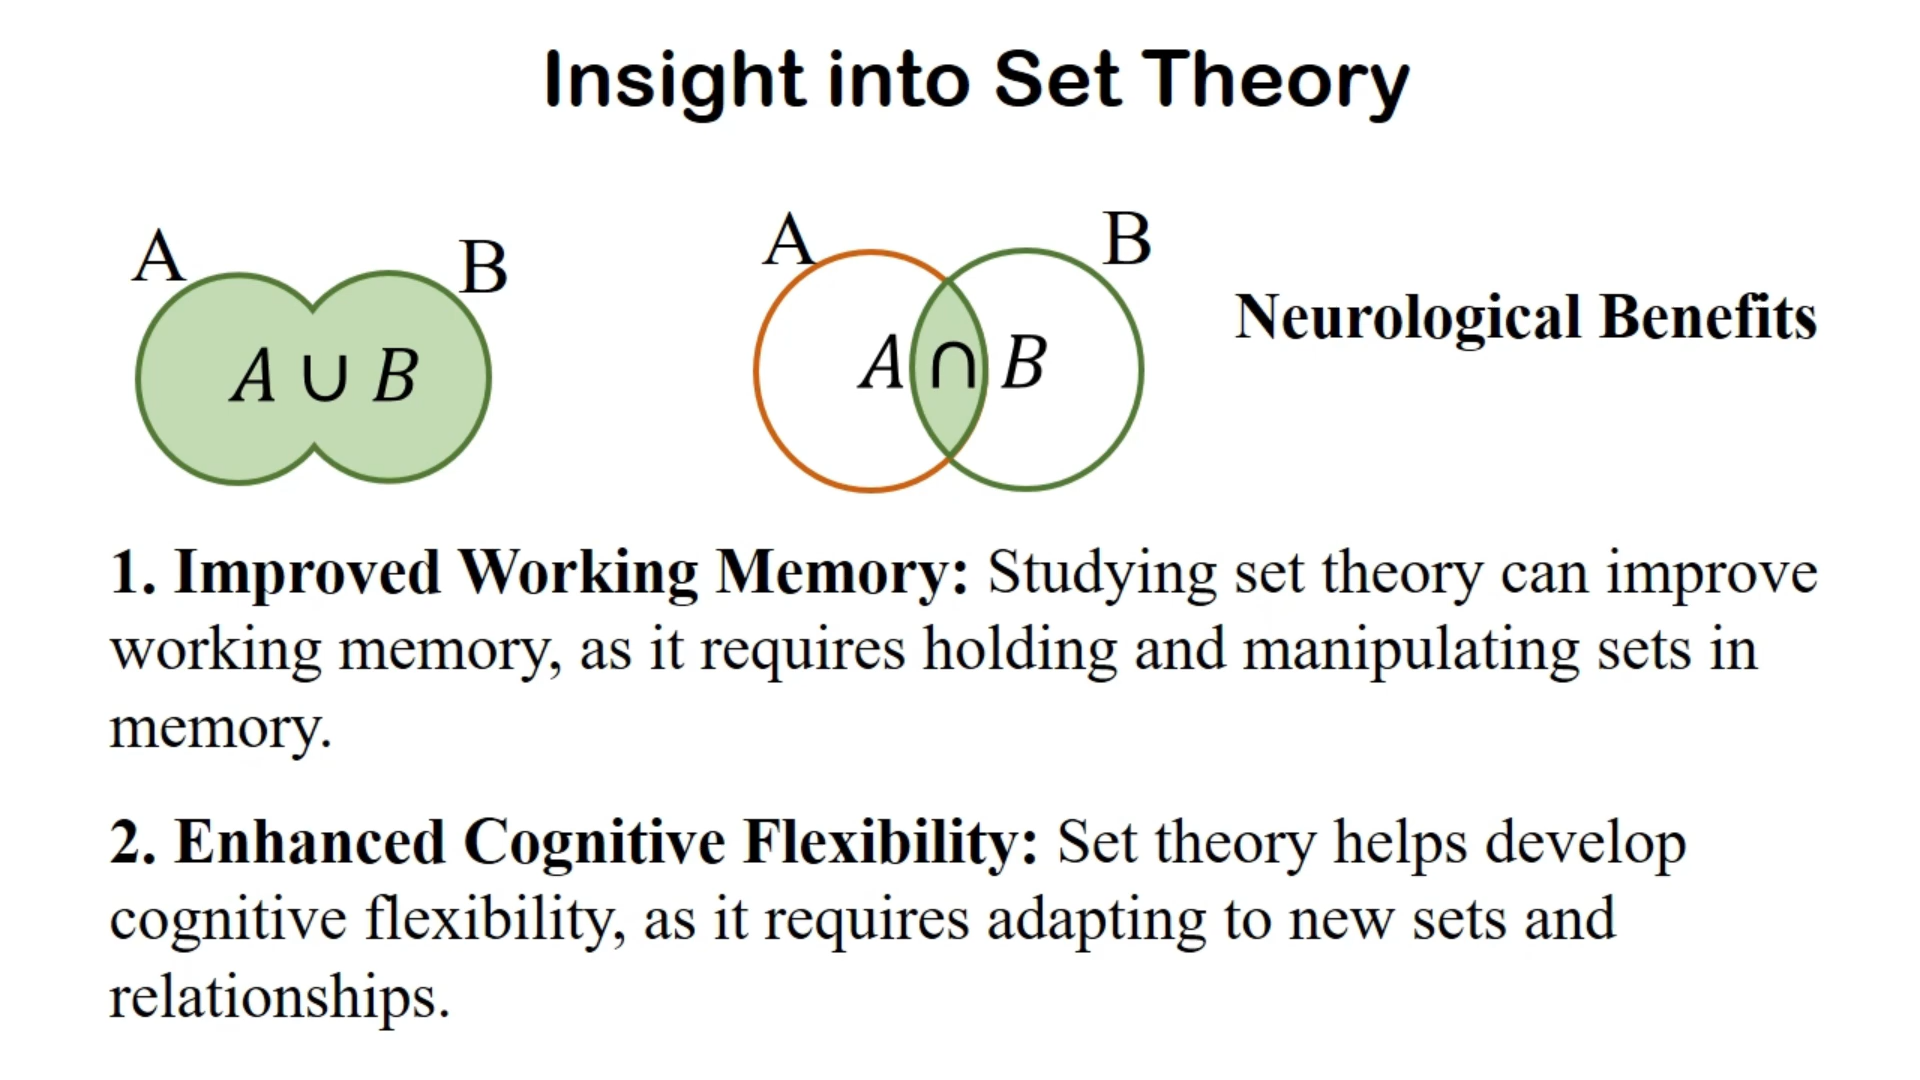 Insight into Set Theory
A
B
A ∪ B
A
B
A ∩ B
Neurological Benefits
1. Improved Working Memory: Studying set theory can improve
working memory, as it requires holding and manipulating sets in
memory.
2. Enhanced Cognitive Flexibility: Set theory helps develop
cognitive flexibility, as it requires adapting to new sets and
relationships.